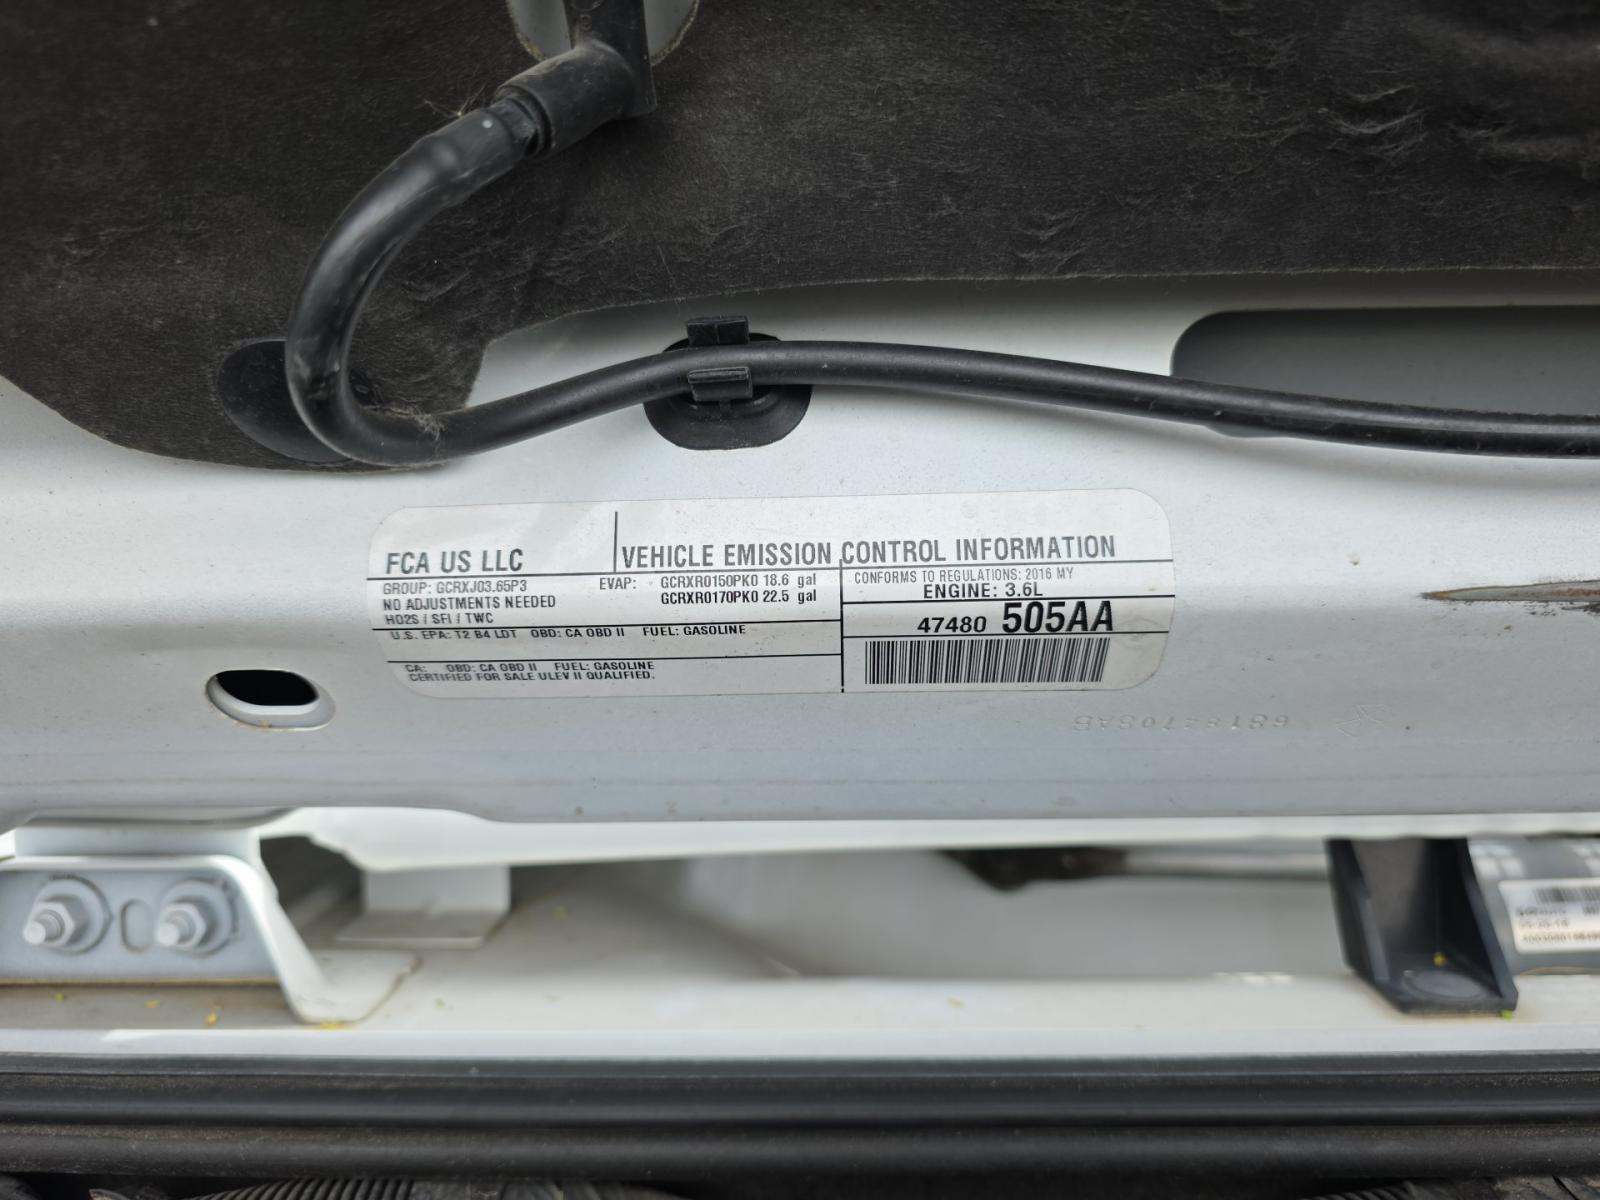 FCA US LLC
VEHICLE EMISSION CONTROL INFORMATION
GROUP: GCRXJ03.65P3
NO ADJUSTMENTS NEEDED
HO2S / SFI / TWC
EVAP: GCRXR0150PK0 18.6 gal
GCRXR0170PK0 22.5 gal
U.S. EPA: T2 B4 LDT OBD: CA OBD II FUEL: GASOLINE
CA: OBD: CA OBD II FUEL: GASOLINE
CERTIFIED FOR SALE ULEV II QUALIFIED.
CONFORMS TO REGULATIONS: 2016 MY
ENGINE: 3.6L
47480 505AA